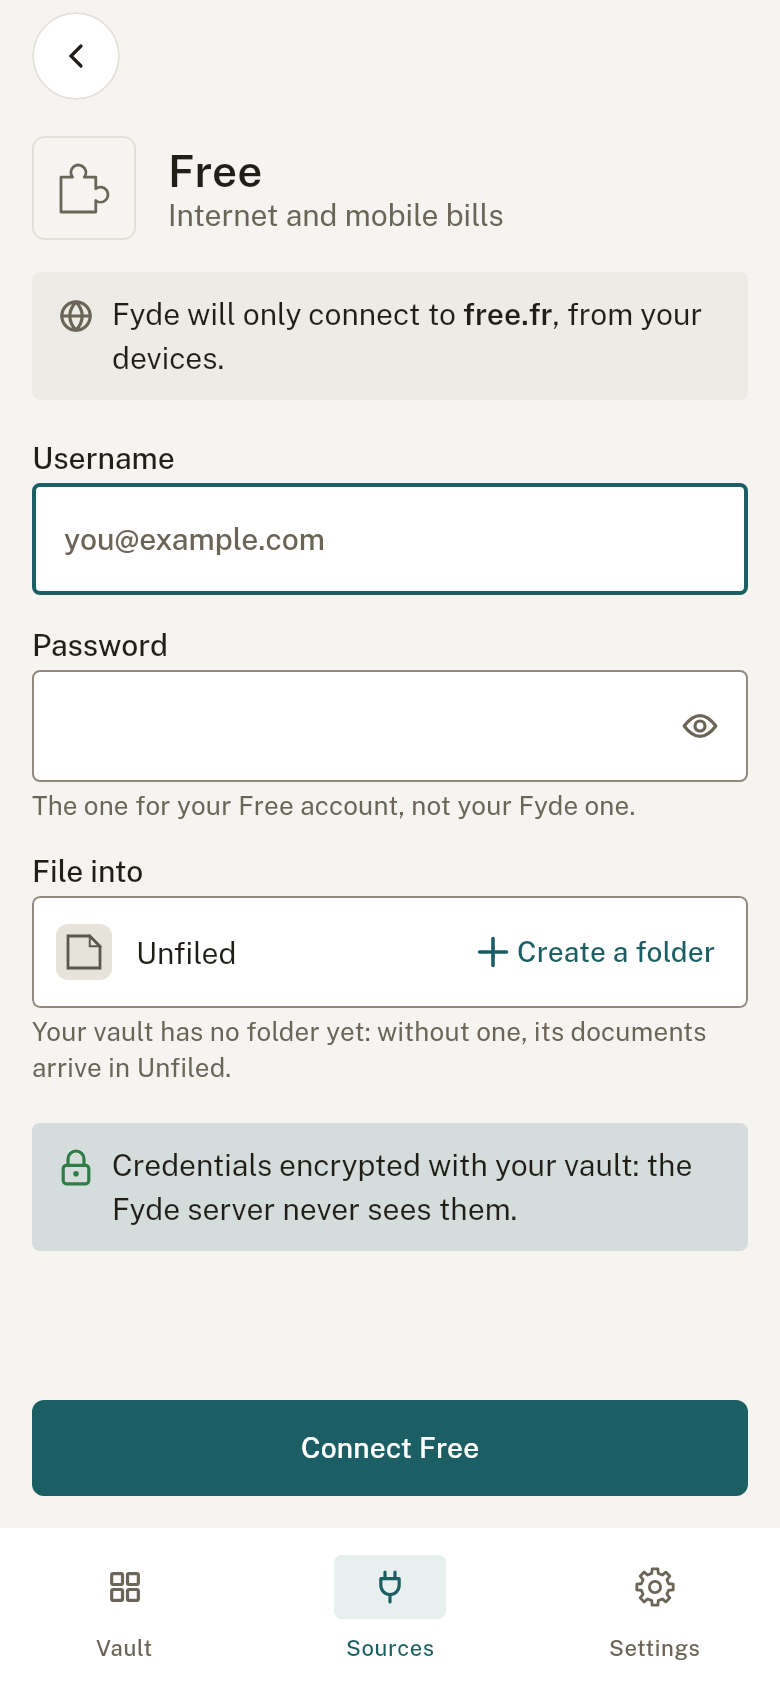 Free
Internet and mobile bills
Fyde will only connect to free.fr, from your
devices.
Username
you@example.com
Password
The one for your Free account, not your Fyde one.
File into
Unfiled
Create a folder
Your vault has no folder yet: without one, its documents
arrive in Unfiled.
Credentials encrypted with your vault: the
Fyde server never sees them.
Connect Free
Vault
Sources
Settings